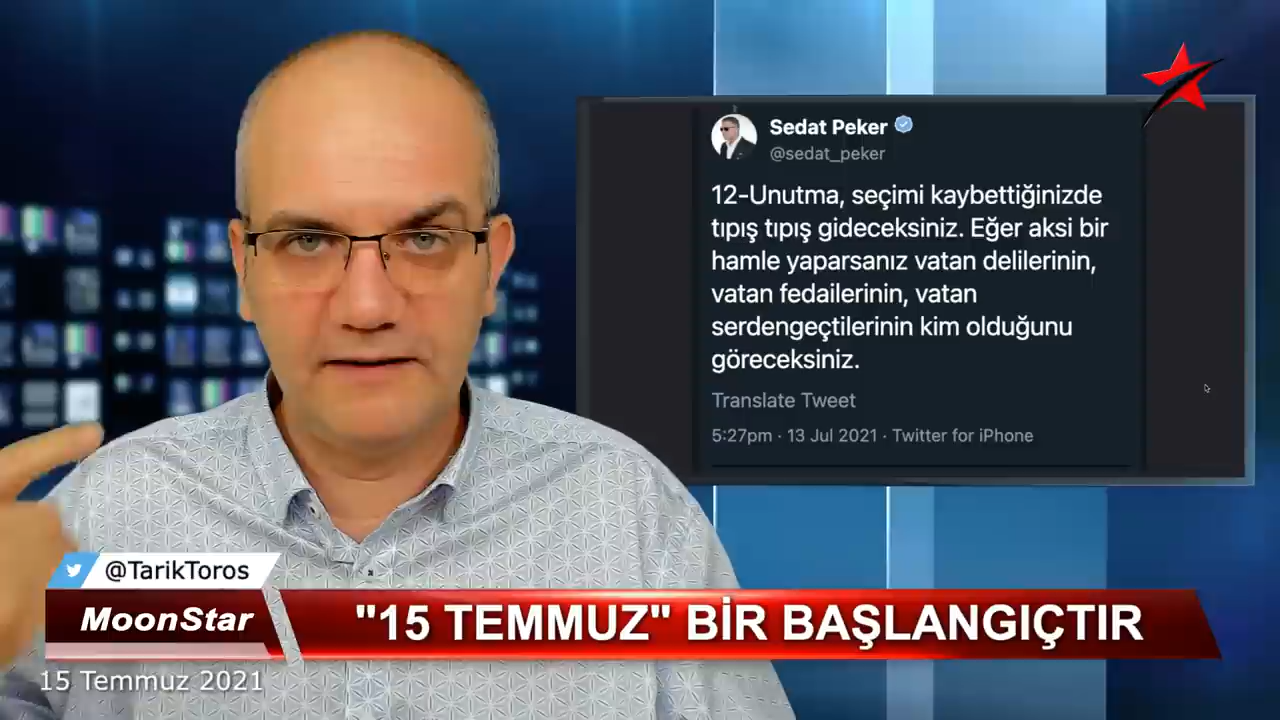 Sedat Peker
@sedat_peker
12-Unutma, seçimi kaybettiğinizde
tıpış tıpış gideceksiniz. Eğer aksi bir
hamle yaparsanız vatan delilerinin,
vatan fedailerinin, vatan
serdengeçtilerinin kim olduğunu
göreceksiniz.
Translate Tweet
5:27pm · 13 Jul 2021 · Twitter for iPhone
@TarikToros
MoonStar
"15 TEMMUZ" BİR BAŞLANGIÇTIR
15 Temmuz 2021